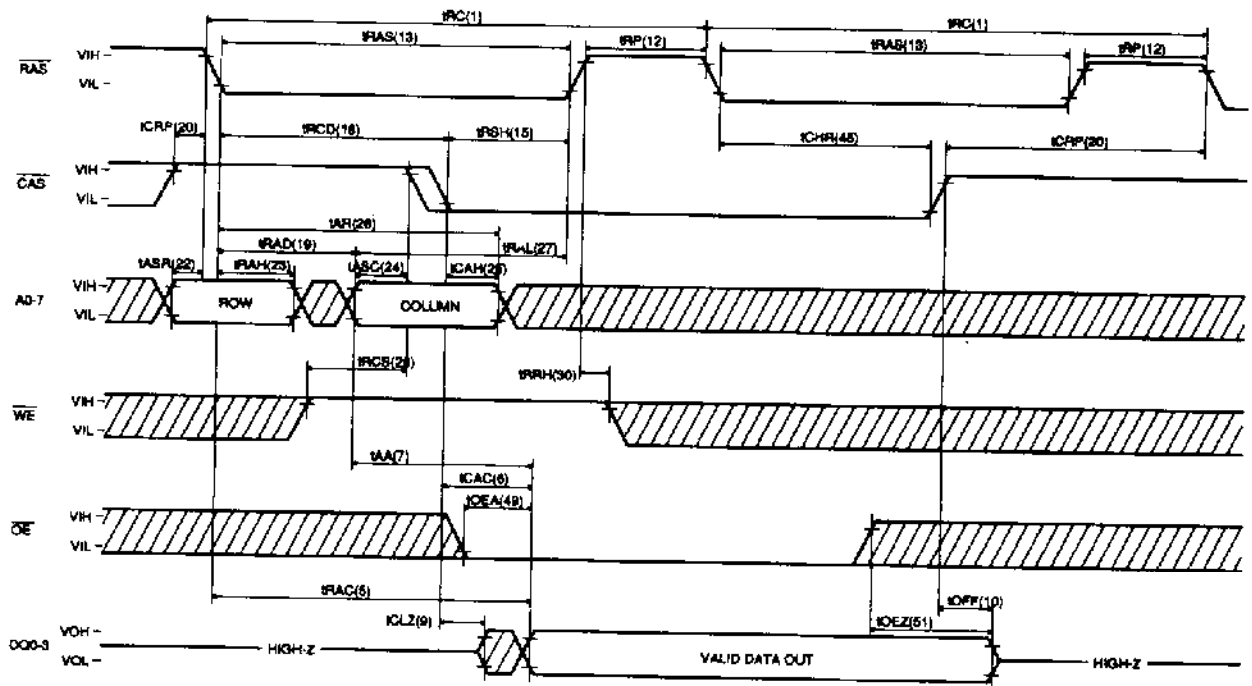 tRC(1) tRC(1)
tRAS(13) tRP(12) tRAS(13) tRP(12)
RAS VIH
VIL
tCRP(20) tRCD(18) tRSH(15) tCHR(45) tCRP(20)
CAS VIH
VIL
tAR(26)
tRAD(19) tRAL(27)
tASR(22) tRAH(23) tASC(24) tCAH(25)
A0-7 VIH
VIL
ROW COLUMN
tRCS(28) tRRH(30)
WE VIH
VIL
tAA(7)
tCAC(6)
tOEA(49)
OE VIH
VIL
tRAC(5) tOFF(10)
tCLZ(9) tOEZ(51)
DQ0-3 VOH
VOL
HIGH-Z VALID DATA OUT HIGH-Z